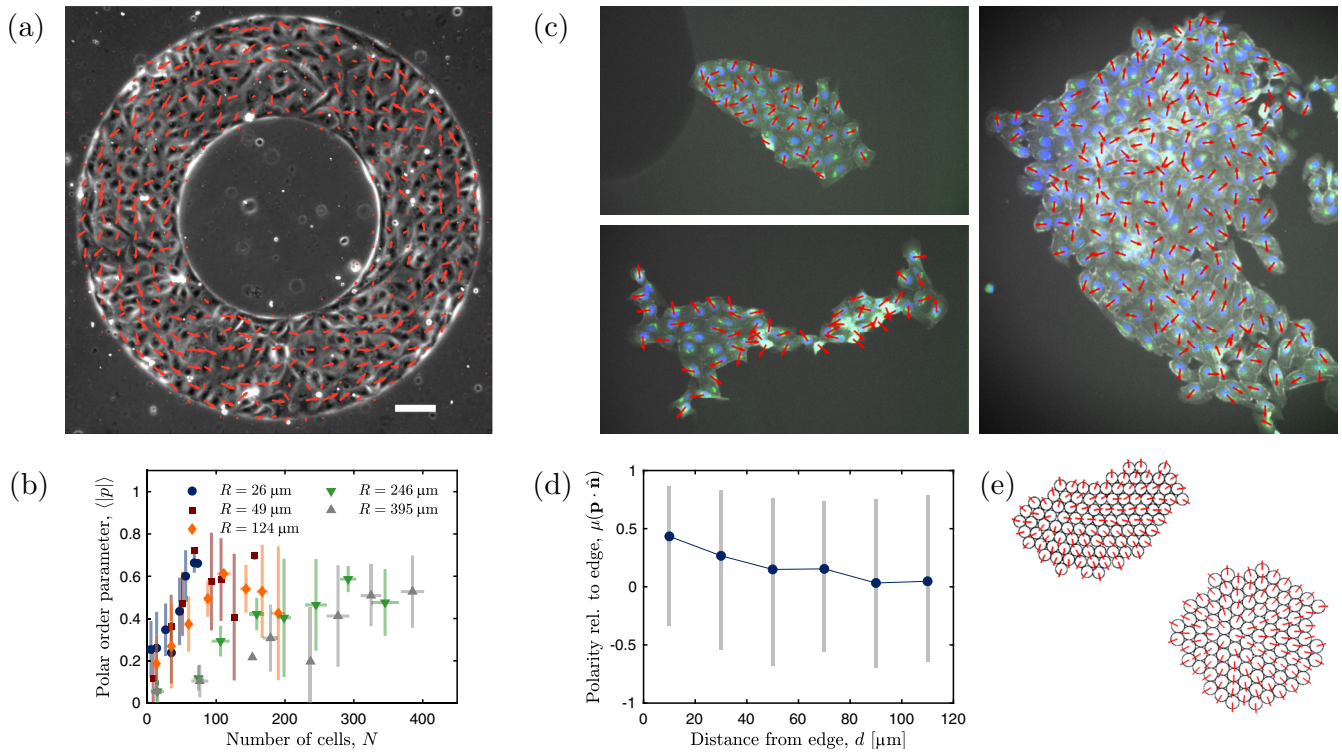 (a)
(c)
(b)
Polar order parameter, ⟨|p|⟩
1
0.8
0.6
0.4
0.2
0
0 100 200 300 400
Number of cells, N
R = 26 µm
R = 49 µm
R = 124 µm
R = 246 µm
R = 395 µm
(d)
Polarity rel. to edge, µ(p · n̂)
1
0.5
0
-0.5
-1
0 20 40 60 80 100 120
Distance from edge, d [µm]
(e)